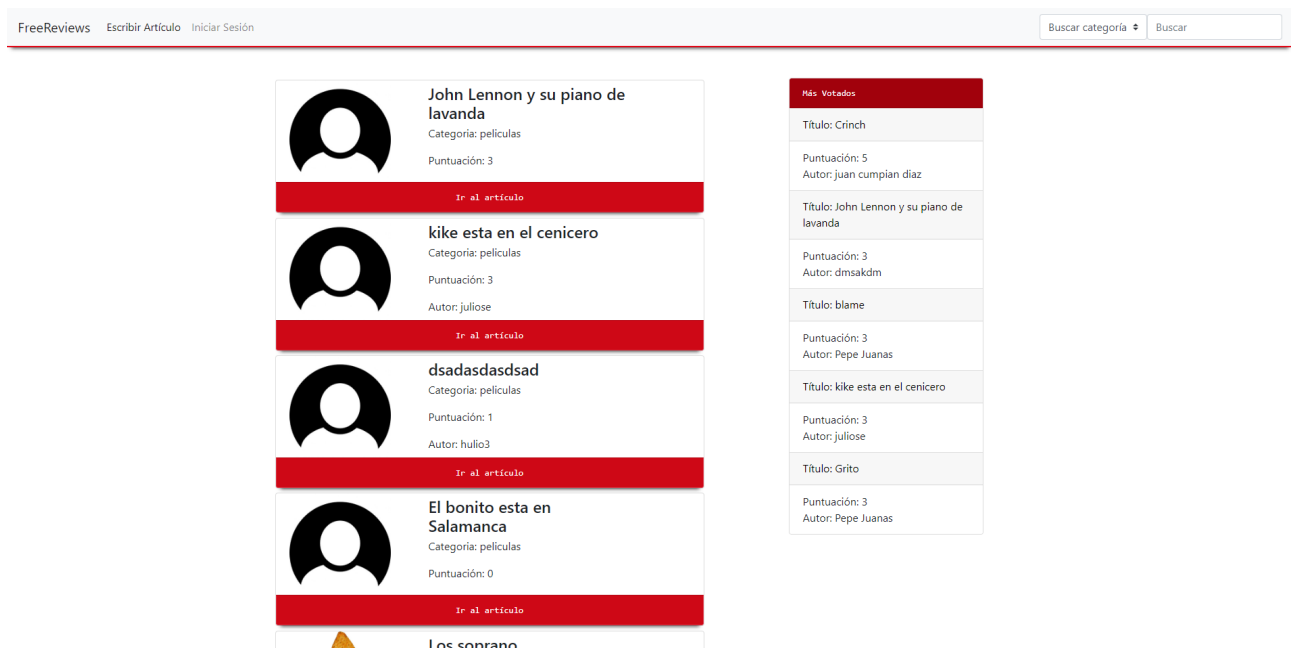 FreeReviews Escribir Artículo Iniciar Sesión Buscar categoría Buscar
John Lennon y su piano de
lavanda
Categoria: peliculas
Puntuación: 3
Ir al artículo
kike esta en el cenicero
Categoria: peliculas
Puntuación: 3
Autor: juliose
Ir al artículo
dsadasdasdsad
Categoria: peliculas
Puntuación: 1
Autor: hulio3
Ir al artículo
El bonito esta en
Salamanca
Categoria: peliculas
Puntuación: 0
Ir al artículo
Los soprano
Más Votados
Título: Crinch
Puntuación: 5
Autor: juan cumpian diaz
Título: John Lennon y su piano de
lavanda
Puntuación: 3
Autor: dmsakdm
Título: blame
Puntuación: 3
Autor: Pepe Juanas
Título: kike esta en el cenicero
Puntuación: 3
Autor: juliose
Título: Grito
Puntuación: 3
Autor: Pepe Juanas